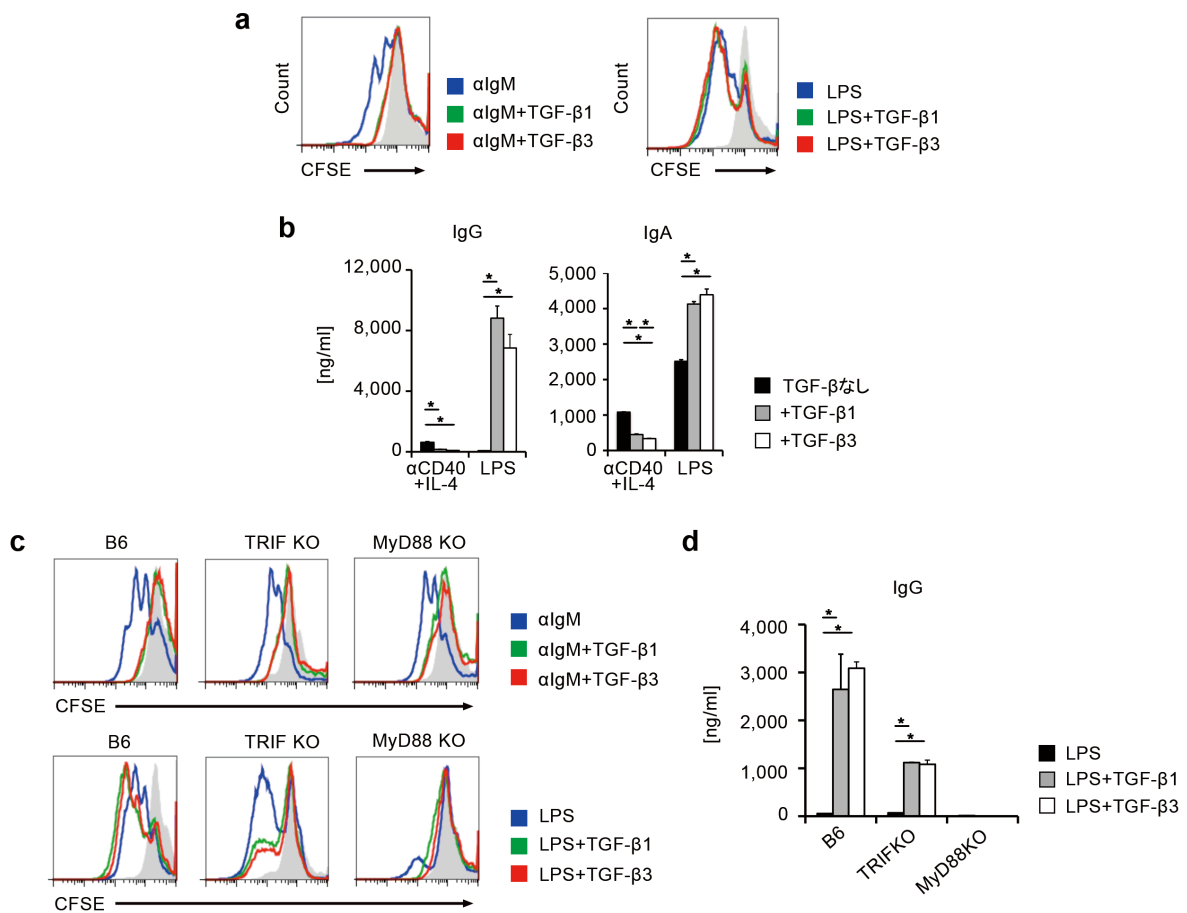 a
Count
CFSE
αIgM
αIgM+TGF-β1
αIgM+TGF-β3
Count
CFSE
LPS
LPS+TGF-β1
LPS+TGF-β3
b
IgG
[ng/ml]
12,000
8,000
4,000
0
* *
* *
αCD40
+IL-4
LPS
IgA
5,000
4,000
3,000
2,000
1,000
0
* * *
* *
αCD40
+IL-4
LPS
TGF-βなし
+TGF-β1
+TGF-β3
c
B6 TRIF KO MyD88 KO
CFSE
αIgM
αIgM+TGF-β1
αIgM+TGF-β3
B6 TRIF KO MyD88 KO
CFSE
LPS
LPS+TGF-β1
LPS+TGF-β3
d
IgG
[ng/ml]
4,000
3,000
2,000
1,000
0
* *
* *
B6
TRIFKO
MyD88KO
LPS
LPS+TGF-β1
LPS+TGF-β3